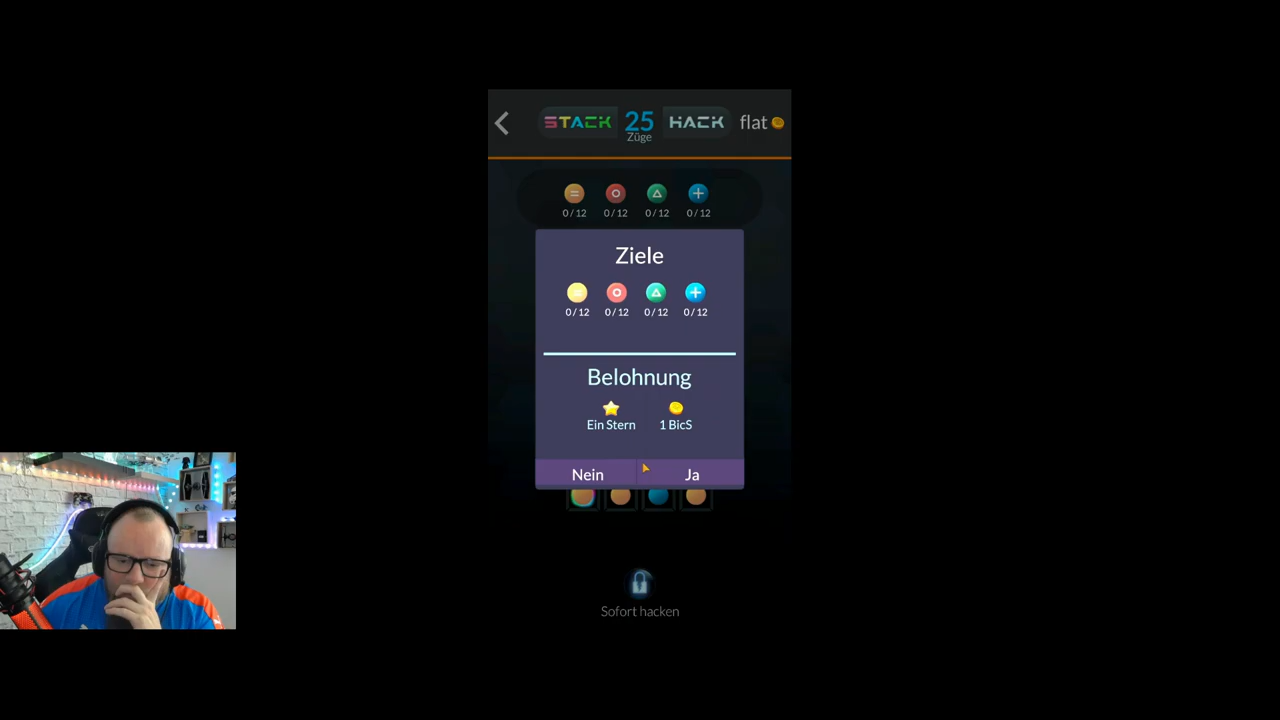 STACK 25 HACK flat
Züge
0/12 0/12 0/12 0/12
Ziele
0/12 0/12 0/12 0/12
Belohnung
Ein Stern 1 BicS
Nein Ja
Sofort hacken